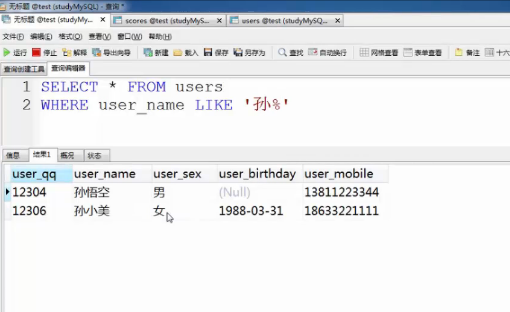 无标题 @test (studyMySQL) - 查询 *
无标题 @test (studyMy... * scores @test (studyMyS... users @test (studyMySQ...
文件(F) 编辑(E) 格式(O) 查看(V) 窗口(W) 帮助(H)
运行 停止 解释 导出向导 新建 载入 保存 另存为 查找 自动换行 网格查看 表单查看 备注 十六
查询创建工具 查询编辑器
1 SELECT * FROM users
2 WHERE user_name LIKE '孙%'
信息 结果1 概况 状态
user_qq user_name user_sex user_birthday user_mobile
12304 孙悟空 男 (Null) 13811223344
12306 孙小美 女 1988-03-31 18633221111